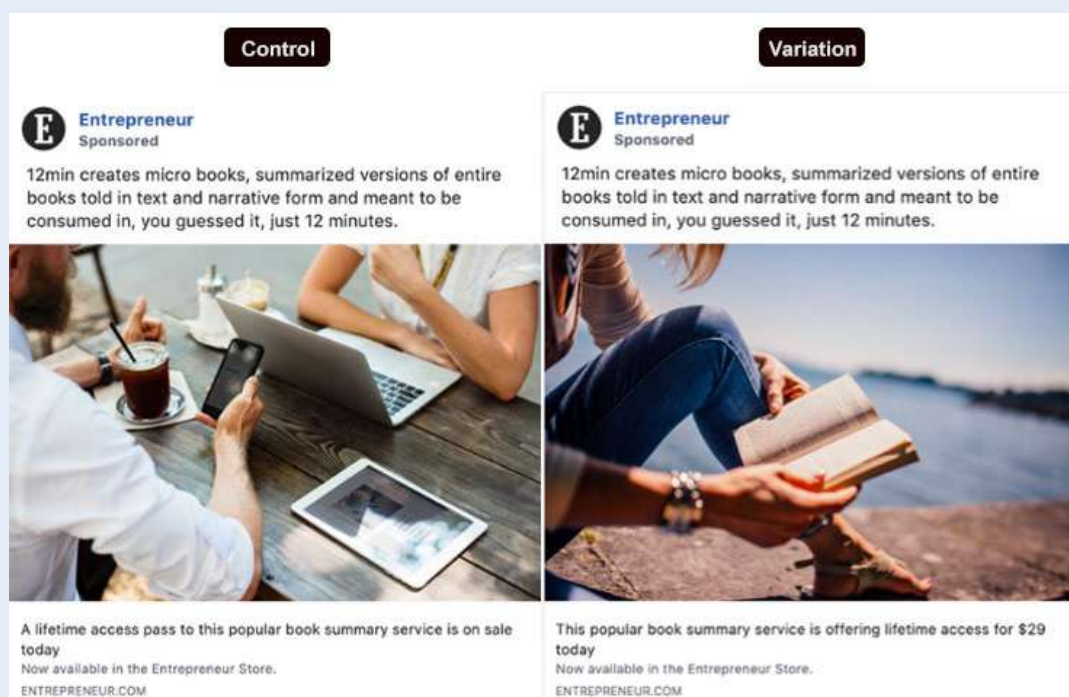 Control
Variation
E
Entrepreneur
Sponsored
12min creates micro books, summarized versions of entire
books told in text and narrative form and meant to be
consumed in, you guessed it, just 12 minutes.
A lifetime access pass to this popular book summary service is on sale
today
Now available in the Entrepreneur Store.
ENTREPRENEUR.COM
E
Entrepreneur
Sponsored
12min creates micro books, summarized versions of entire
books told in text and narrative form and meant to be
consumed in, you guessed it, just 12 minutes.
This popular book summary service is offering lifetime access for $29
today
Now available in the Entrepreneur Store.
ENTREPRENEUR.COM